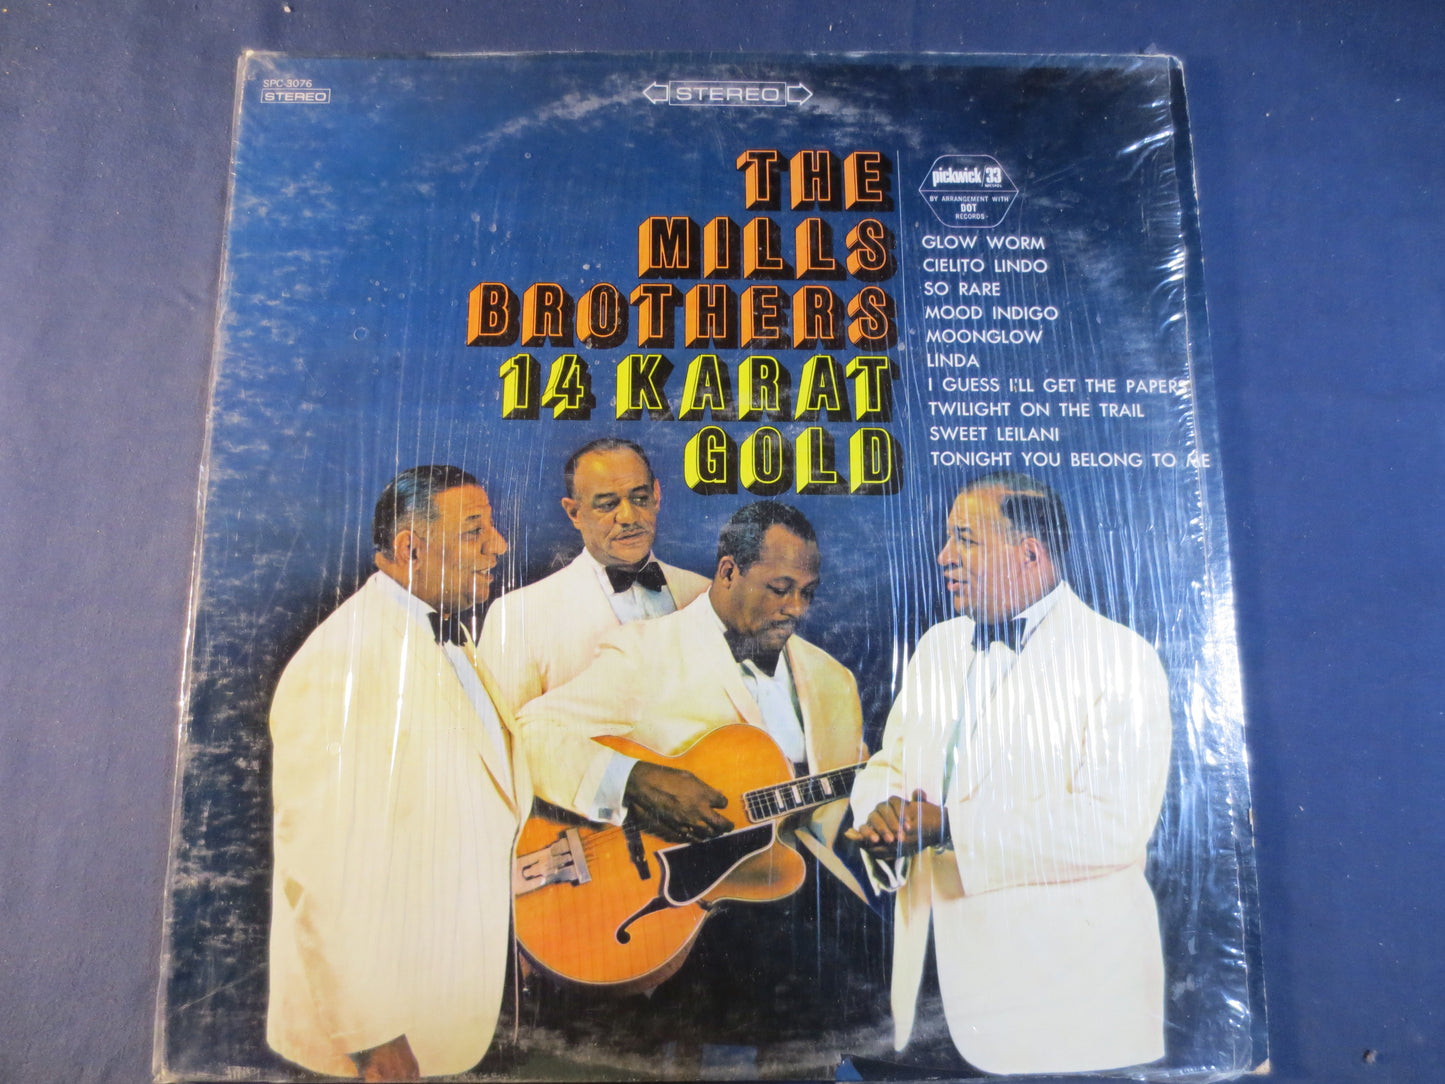 SPC-3076
STEREO
STEREO
THE
MILLS
BROTHERS
14 KARAT
GOLD
pickwick/33
RECORDS
BY ARRANGEMENT WITH
DOT
RECORDS
GLOW WORM
CIELITO LINDO
SO RARE
MOOD INDIGO
MOONGLOW
LINDA
I GUESS I'LL GET THE PAPERS
TWILIGHT ON THE TRAIL
SWEET LEILANI
TONIGHT YOU BELONG TO ME